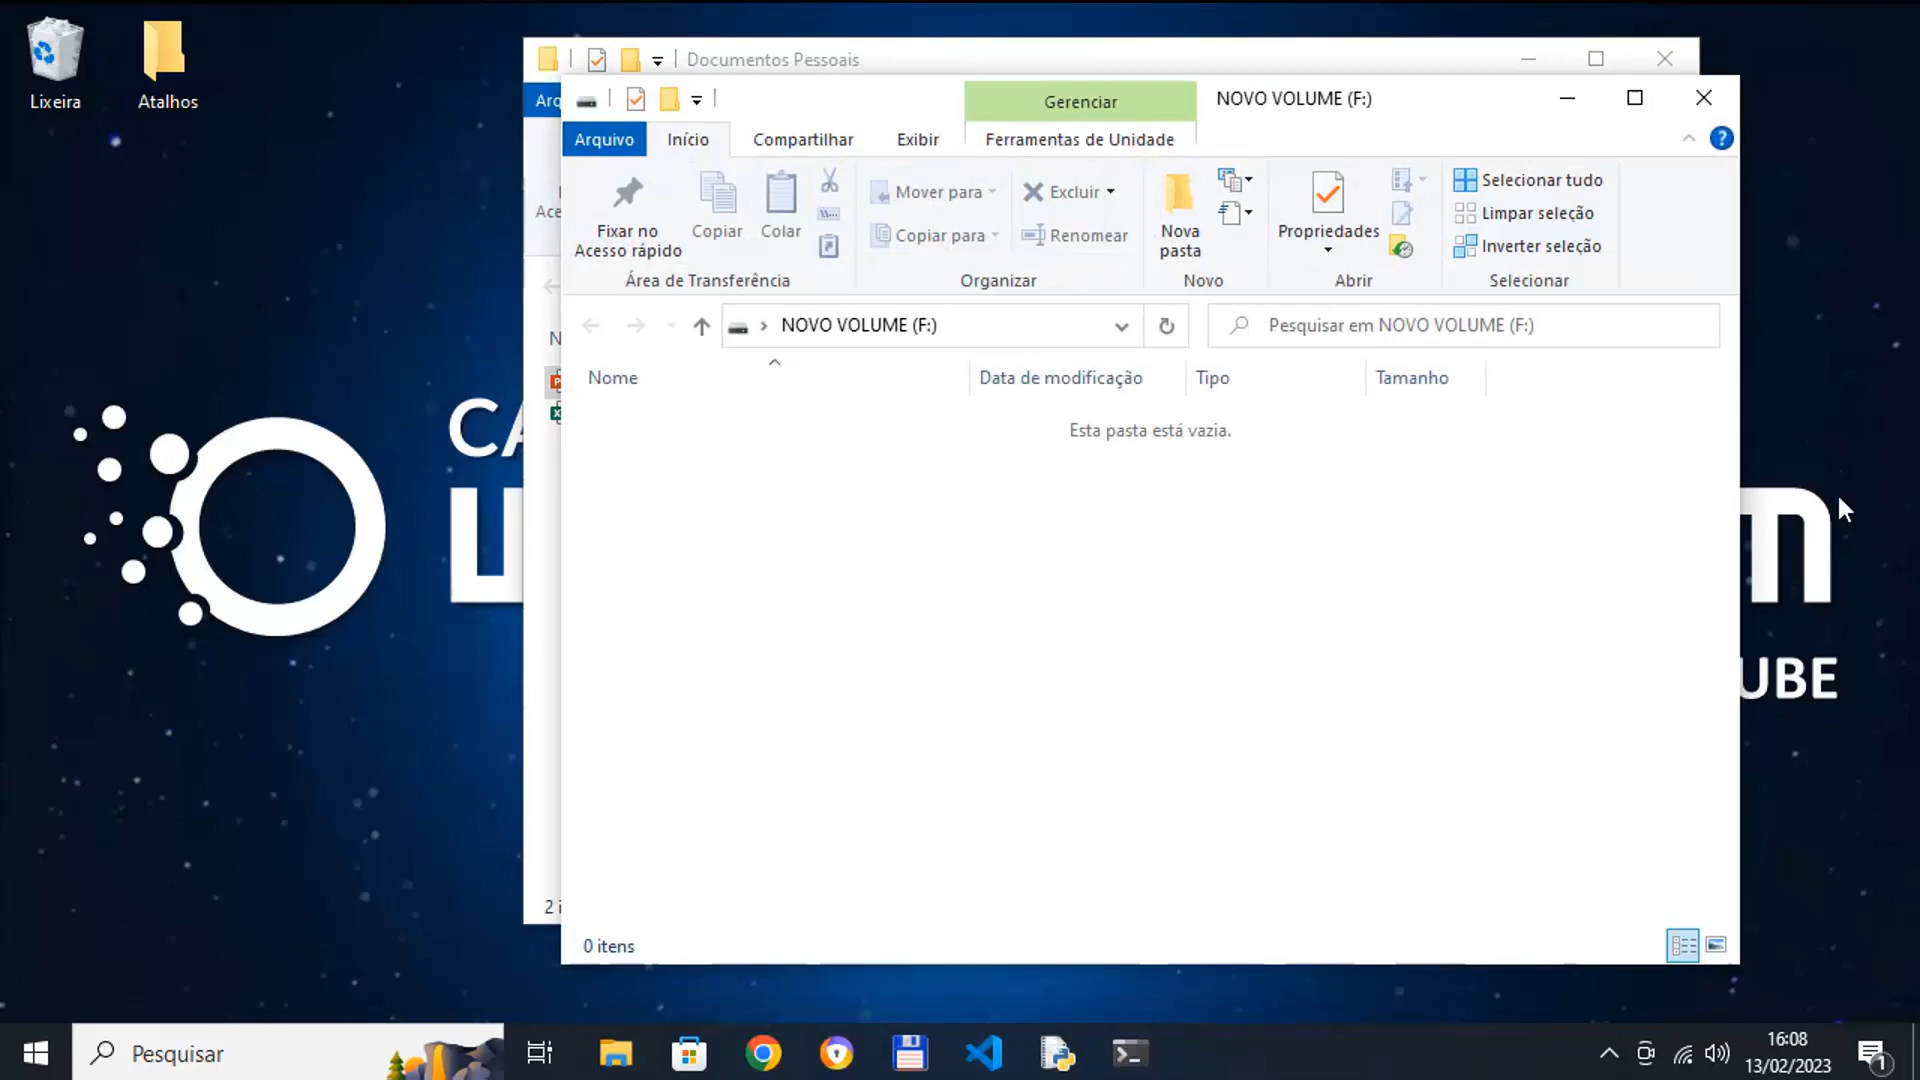 Lixeira
Atalhos
Documentos Pessoais
Gerenciar
NOVO VOLUME (F:)
Arquivo
Início
Compartilhar
Exibir
Ferramentas de Unidade
Fixar no
Acesso rápido
Copiar
Colar
Mover para
Copiar para
Excluir
Renomear
Nova
pasta
Propriedades
Selecionar tudo
Limpar seleção
Inverter seleção
Área de Transferência
Organizar
Novo
Abrir
Selecionar
NOVO VOLUME (F:)
Pesquisar em NOVO VOLUME (F:)
Nome
Data de modificação
Tipo
Tamanho
Esta pasta está vazia.
0 itens
UBE
Pesquisar
16:08
13/02/2023
1